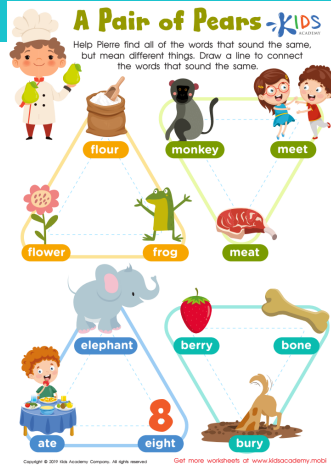 A Pair of Pears
KIDS
ACADEMY
Help Pierre find all of the words that sound the same,
but mean different things. Draw a line to connect
the words that sound the same.
flour
monkey
meet
flower
frog
meat
elephant
berry
bone
8
ate
eight
bury
Copyright © 2019 Kids Academy Company. All rights reserved
Get more worksheets at www.kidsacademy.mobi